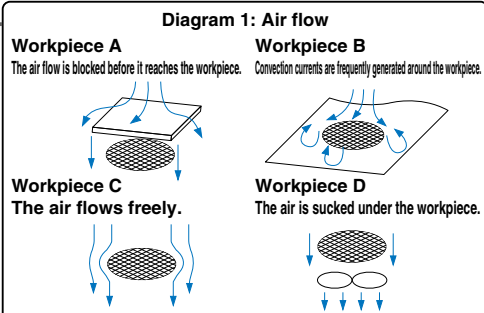 Diagram 1: Air flow
Workpiece A
The air flow is blocked before it reaches the workpiece.
Workpiece B
Convection currents are frequently generated around the workpiece.
Workpiece C
The air flows freely.
Workpiece D
The air is sucked under the workpiece.